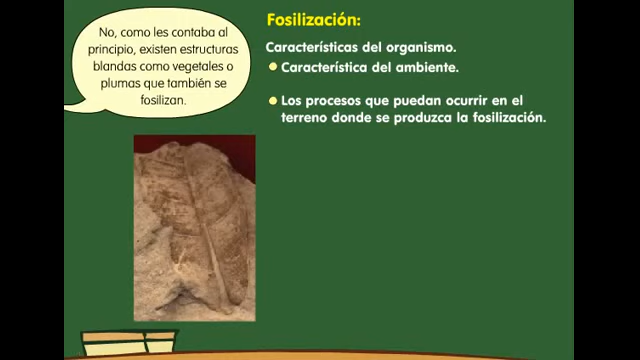 No, como les contaba al
principio, existen estructuras
blandas como vegetales o
plumas que también se
fosilizan.
Fosilización:
Características del organismo.
Característica del ambiente.
Los procesos que puedan ocurrir en el
terreno donde se produzca la fosilización.